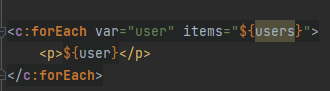 <c:forEach var="user" items="${users}">
    <p>${user}</p>
</c:forEach>